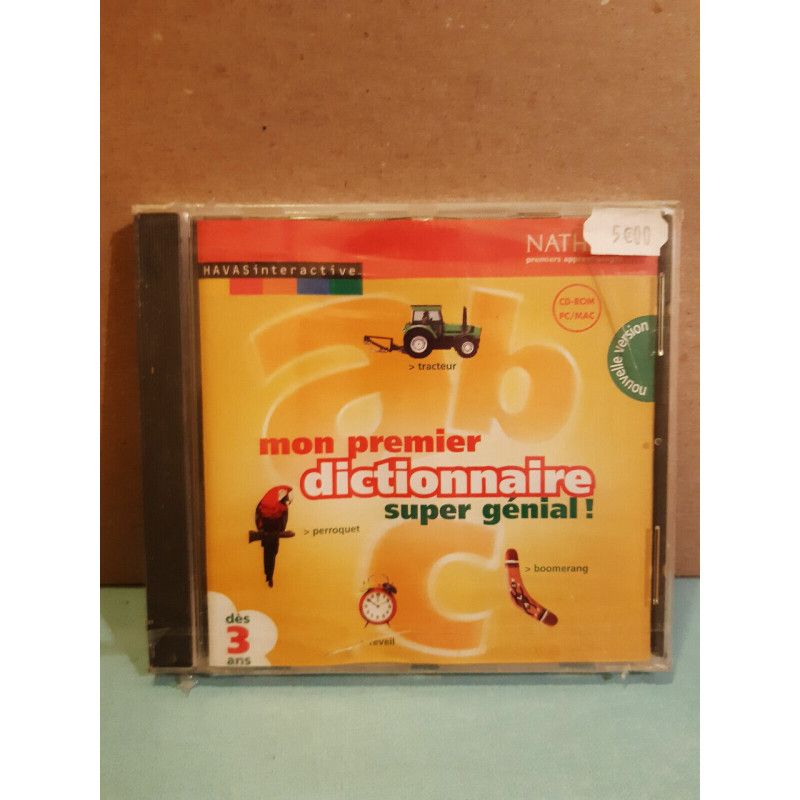 5€00
NATH
premiers appren
HAVASinteractive
CD-ROM
PC/MAC
nouvelle version
a b
> tracteur
mon premier
dictionnaire
super génial !
> perroquet
c
> boomerang
réveil
dès
3
ans